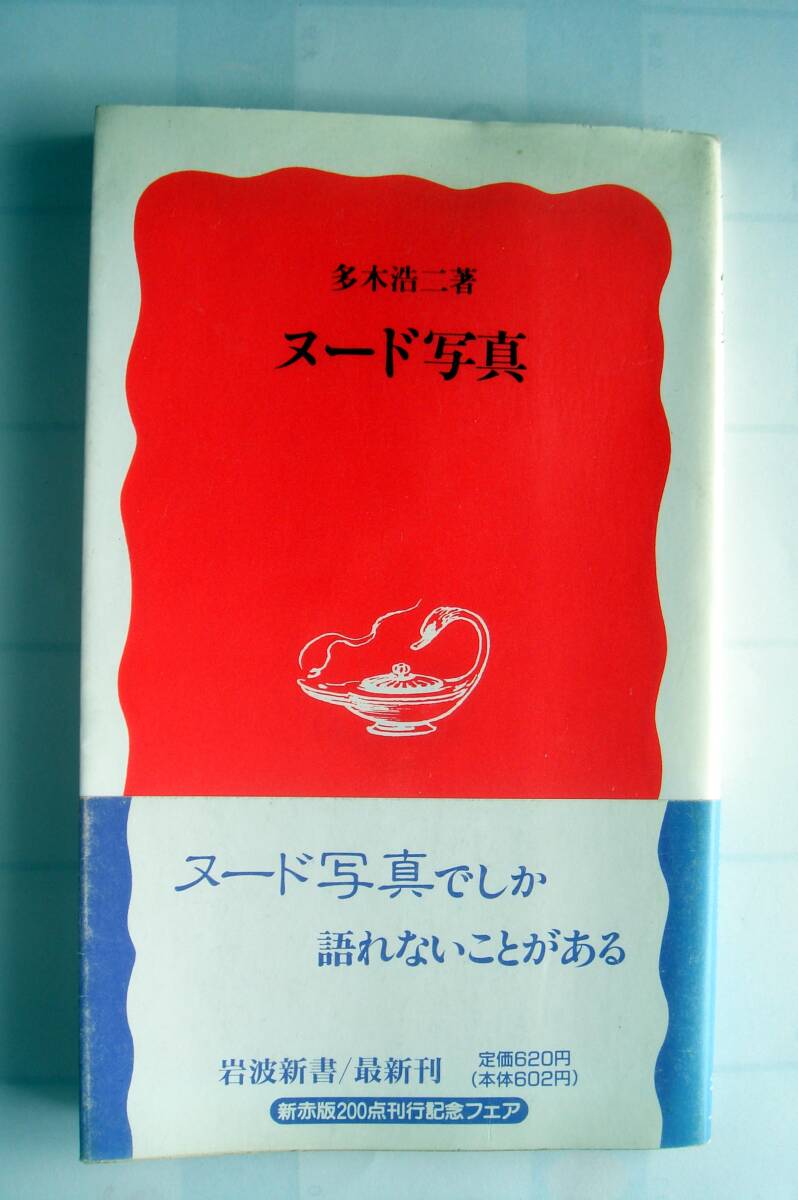 多木浩二著
ヌード写真
ヌード写真でしか
語れないことがある
岩波新書/最新刊
定価620円
(本体602円)
新赤版200点刊行記念フェア